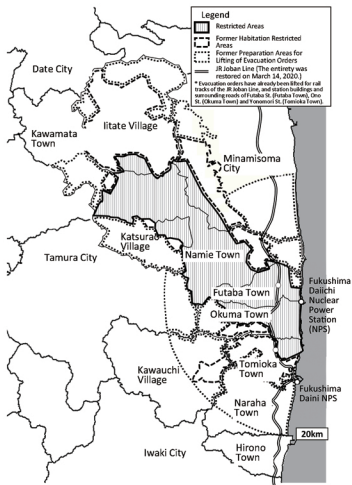 Legend
Restricted Areas
Former Habitation Restricted
Areas
Former Preparation Areas for
Lifting of Evacuation Orders
JR Joban Line (The entirety was
restored on March 14, 2020.)
* Evacuation orders have already been lifted for rail
tracks of the JR Joban Line, and station buildings and
surrounding roads of Futaba St. (Futaba Town), Ono
St. (Okuma Town) and Yonomori St. (Tomioka Town).
Date City
Iitate Village
Kawamata
Town
Minamisoma
City
Katsurao
Village
Tamura City
Namie Town
Futaba Town
Okuma Town
Fukushima
Daiichi
Nuclear
Power
Station
(NPS)
Tomioka
Town
Kawauchi
Village
Fukushima
Daini NPS
Naraha
Town
20km
Iwaki City
Hirono
Town